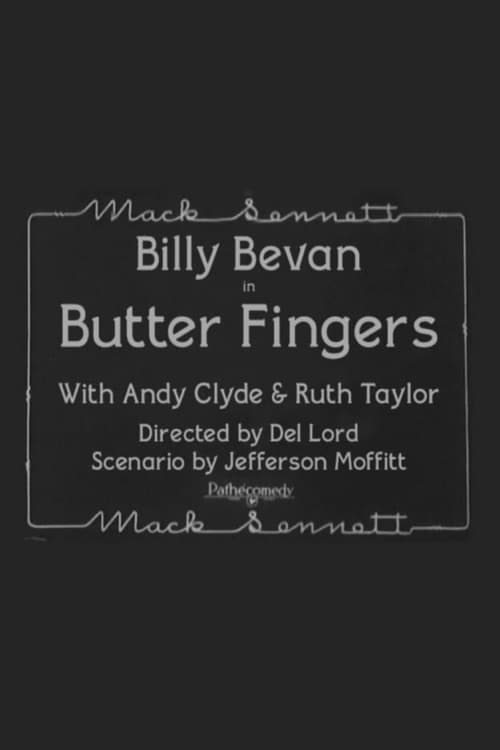 Mack Sennett
Billy Bevan
in
Butter Fingers
With Andy Clyde & Ruth Taylor
Directed by Del Lord
Scenario by Jefferson Moffitt
Pathécomedy
Mack Sennett